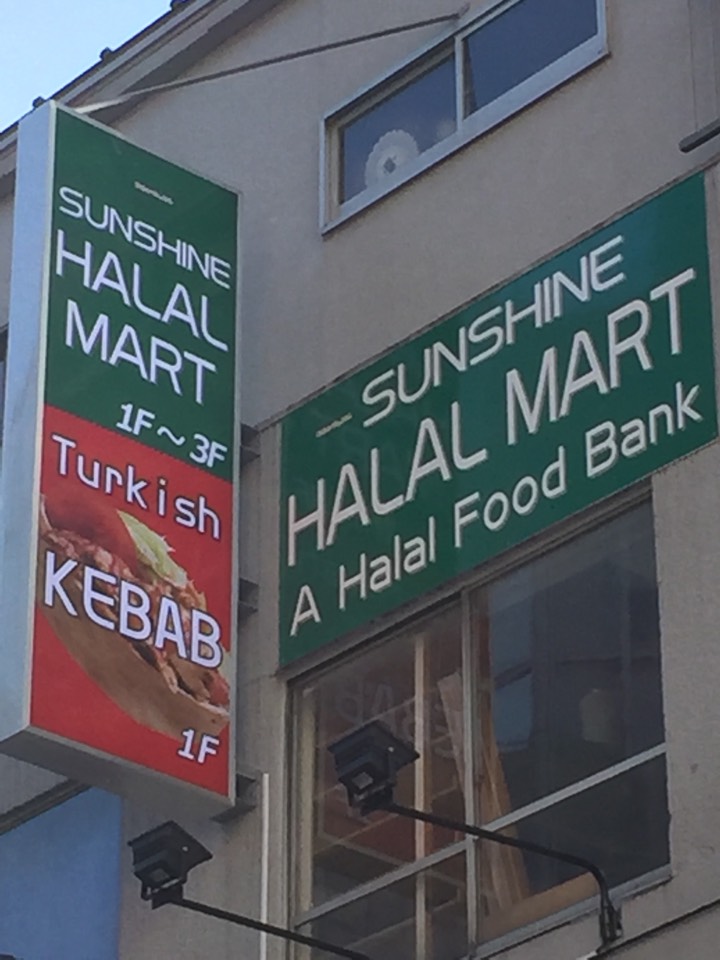 SUNSHINE
HALAL
MART
1F～3F
Turkish
KEBAB
1F
SUNSHINE
HALAL MART
A Halal Food Bank